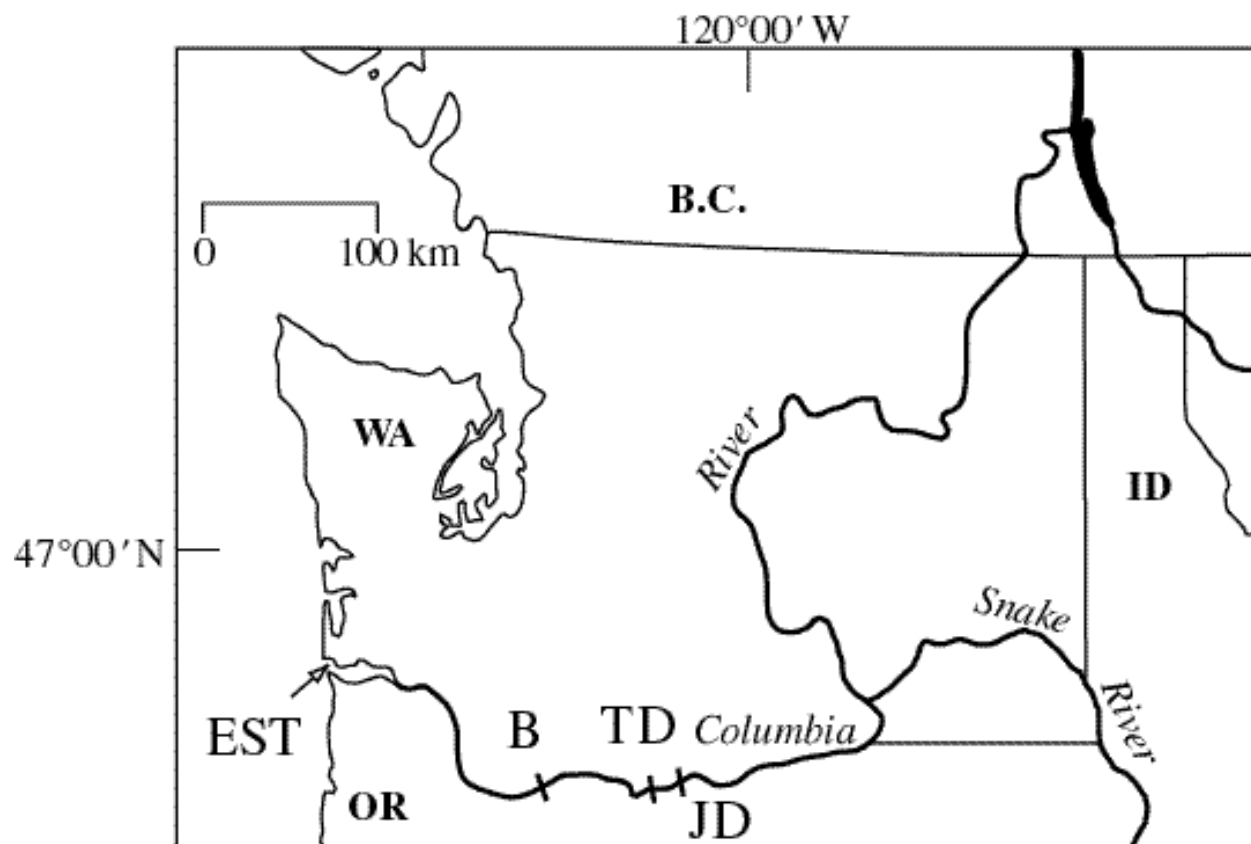 120°00′ W
B.C.
0 100 km
River
WA
ID
47°00′N
Snake
River
EST
B
TD
Columbia
OR
JD